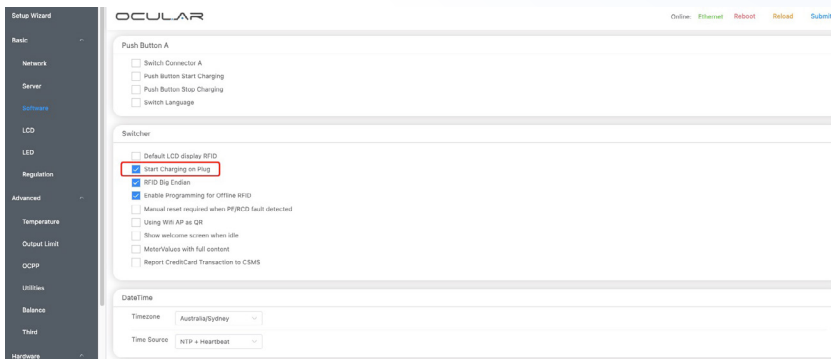 Setup Wizard
OCULAR
Online: Ethernet Reboot Reload Submit
Basic
Network
Server
Software
LCD
LED
Regulation
Advanced
Temperature
Output Limit
OCPP
Utilities
Balance
Third
Hardware
Push Button A
Switch Connector A
Push Button Start Charging
Push Button Stop Charging
Switch Language
Switcher
Default LCD display RFID
Start Charging on Plug
RFID Big Endian
Enable Programming for Offline RFID
Manual reset required when PE/RCD fault detected
Using Wifi AP as QR
Show welcome screen when idle
MeterValues with full content
Report CreditCard Transaction to CSMS
DateTime
Timezone Australia/Sydney
Time Source NTP + Heartbeat